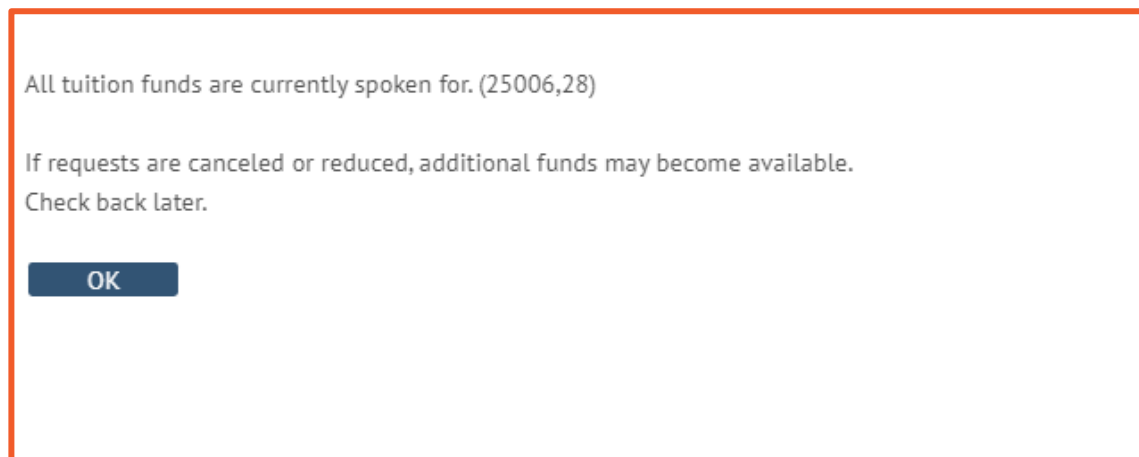 All tuition funds are currently spoken for. (25006,28)
If requests are canceled or reduced, additional funds may become available.
Check back later.
OK